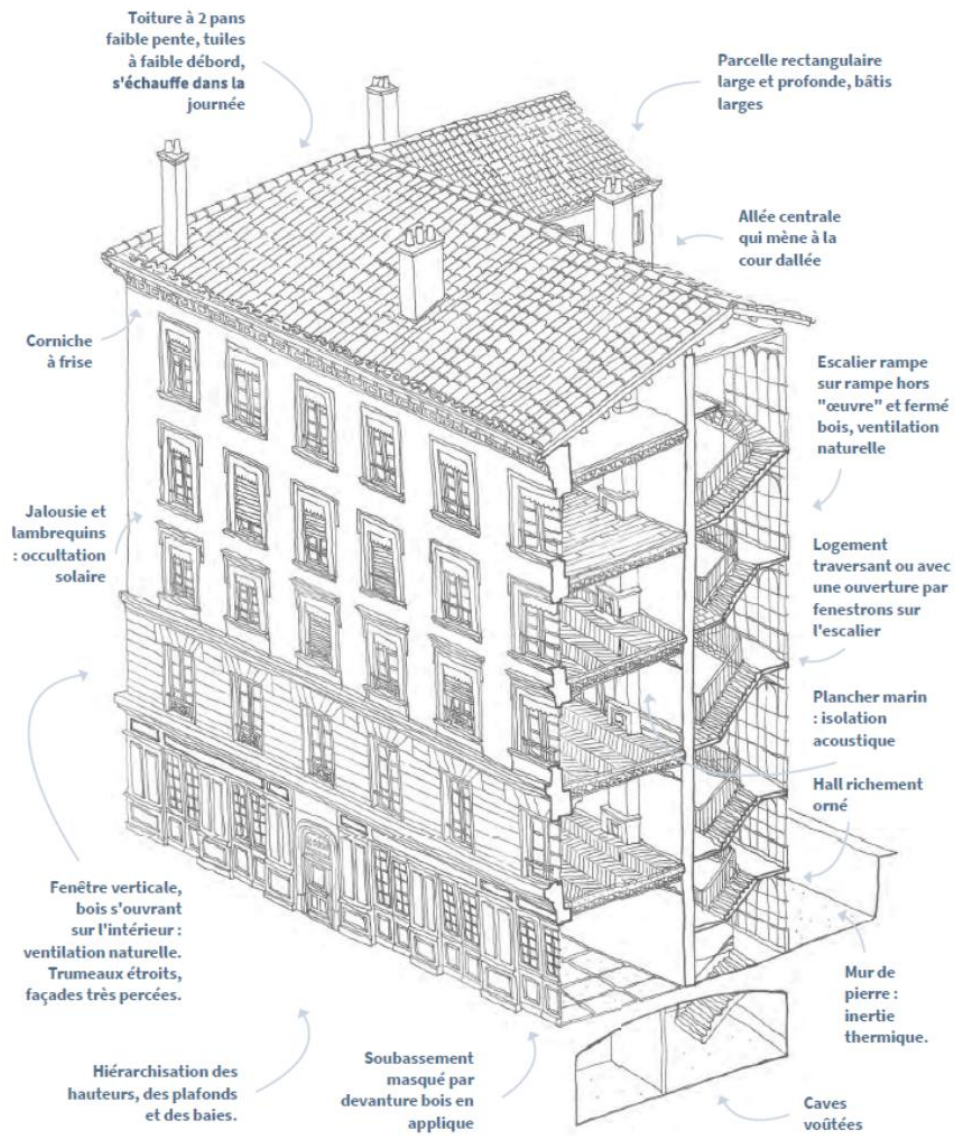 Toiture à 2 pans
faible pente, tuiles
à faible débord,
s'échauffe dans la
journée
Parcelle rectangulaire
large et profonde, bâtis
larges
Allée centrale
qui mène à la
cour dallée
Corniche
à frise
Escalier rampe
sur rampe hors
"œuvre" et fermé
bois, ventilation
naturelle
Jalousie et
lambrequins
: occultation
solaire
Logement
traversant ou avec
une ouverture par
fenestrons sur
l'escalier
Plancher marin
: isolation
acoustique
Hall richement
orné
Fenêtre verticale,
bois s'ouvrant
sur l'intérieur :
ventilation naturelle.
Trumeaux étroits,
façades très percées.
Mur de
pierre :
inertie
thermique.
Hiérarchisation des
hauteurs, des plafonds
et des baies.
Soubassement
masqué par
devanture bois en
applique
Caves
voûtées